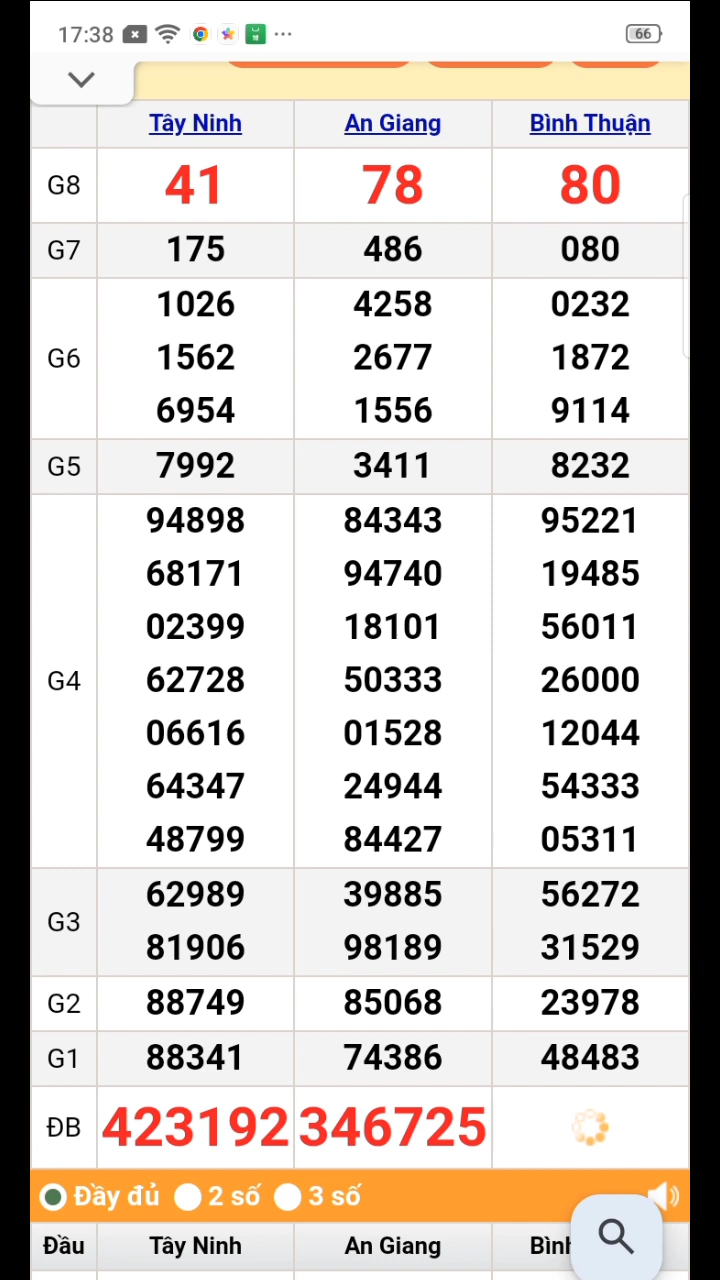 17:38 66
Tây Ninh An Giang Bình Thuận
G8 41 78 80
G7 175 486 080
1026 4258 0232
G6 1562 2677 1872
6954 1556 9114
G5 7992 3411 8232
94898 84343 95221
68171 94740 19485
02399 18101 56011
G4 62728 50333 26000
06616 01528 12044
64347 24944 54333
48799 84427 05311
G3 62989 39885 56272
81906 98189 31529
G2 88749 85068 23978
G1 88341 74386 48483
ĐB 423192 346725
Đầy đủ 2 số 3 số
Đầu Tây Ninh An Giang Bình